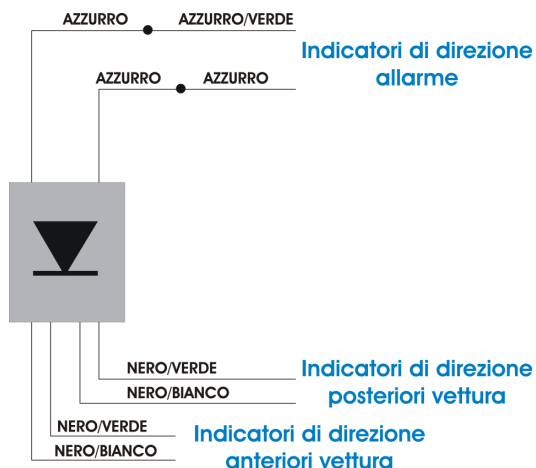 AZZURRO AZZURRO/VERDE
Indicatori di direzione
allarme
AZZURRO AZZURRO
NERO/VERDE
NERO/BIANCO
Indicatori di direzione
posteriori vettura
NERO/VERDE
NERO/BIANCO
Indicatori di direzione
anteriori vettura